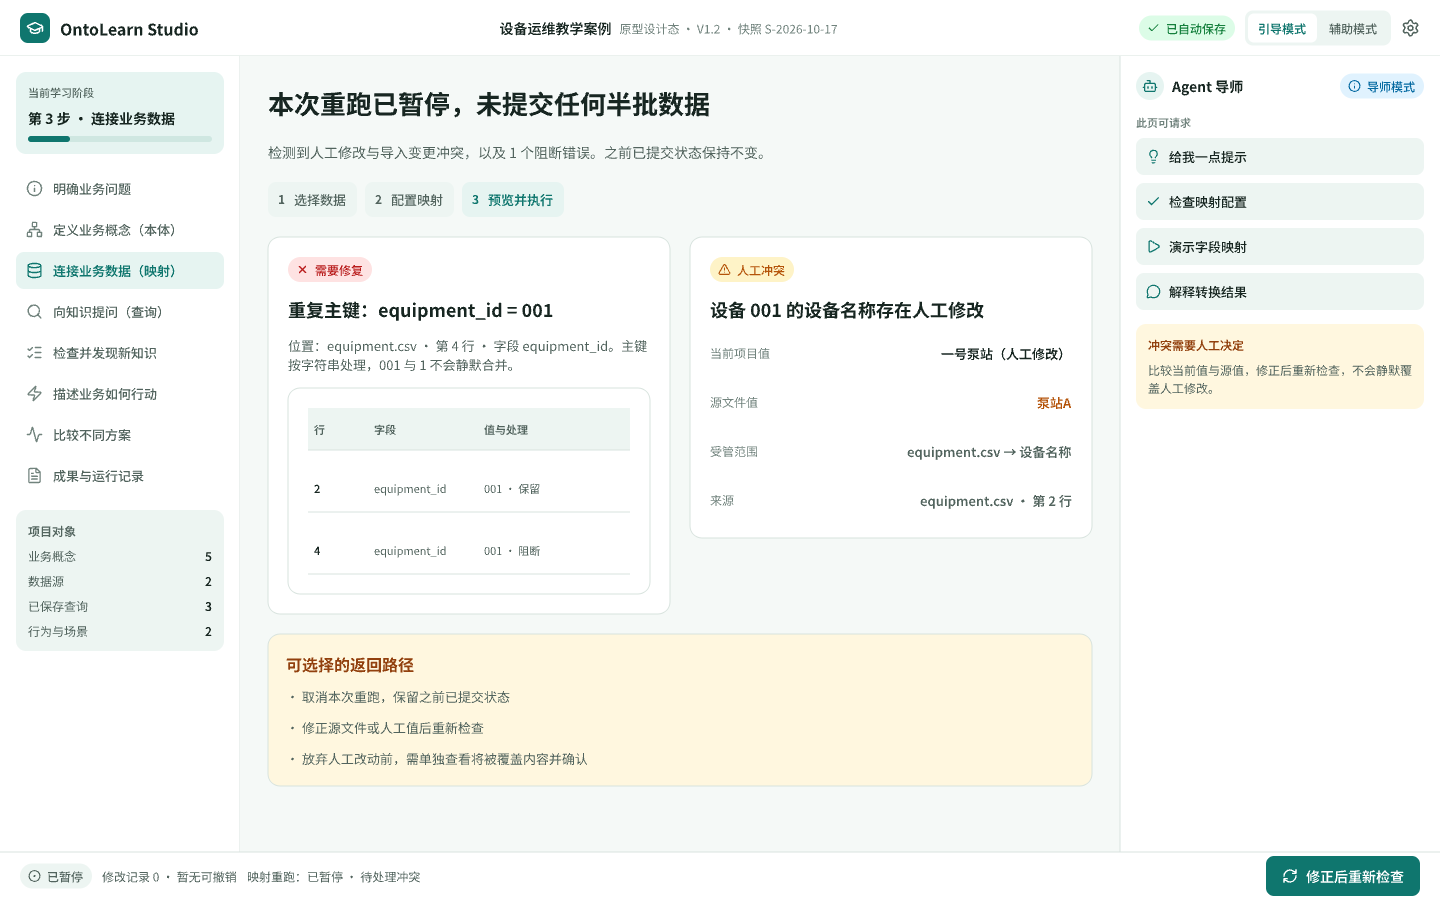 OntoLearn Studio
设备运维教学案例 原型设计态 · V1.2 · 快照 S-2026-10-17
已自动保存
引导模式 辅助模式
当前学习阶段
第 3 步 · 连接业务数据
明确业务问题
定义业务概念（本体）
连接业务数据（映射）
向知识提问（查询）
检查并发现新知识
描述业务如何行动
比较不同方案
成果与运行记录
项目对象
业务概念 5
数据源 2
已保存查询 3
行为与场景 2
本次重跑已暂停，未提交任何半批数据
检测到人工修改与导入变更冲突，以及 1 个阻断错误。之前已提交状态保持不变。
1 选择数据 2 配置映射 3 预览并执行
需要修复
重复主键：equipment_id = 001
位置：equipment.csv · 第 4 行 · 字段 equipment_id。主键
按字符串处理，001 与 1 不会静默合并。
行 字段 值与处理
2 equipment_id 001 · 保留
4 equipment_id 001 · 阻断
人工冲突
设备 001 的设备名称存在人工修改
当前项目值 一号泵站（人工修改）
源文件值 泵站A
受管范围 equipment.csv → 设备名称
来源 equipment.csv · 第 2 行
可选择的返回路径
· 取消本次重跑，保留之前已提交状态
· 修正源文件或人工值后重新检查
· 放弃人工改动前，需单独查看将被覆盖内容并确认
Agent 导师
导师模式
此页可请求
给我一点提示
检查映射配置
演示字段映射
解释转换结果
冲突需要人工决定
比较当前值与源值，修正后重新检查，不会静默覆
盖人工修改。
已暂停 修改记录 0 · 暂无可撤销 映射重跑：已暂停 · 待处理冲突
修正后重新检查